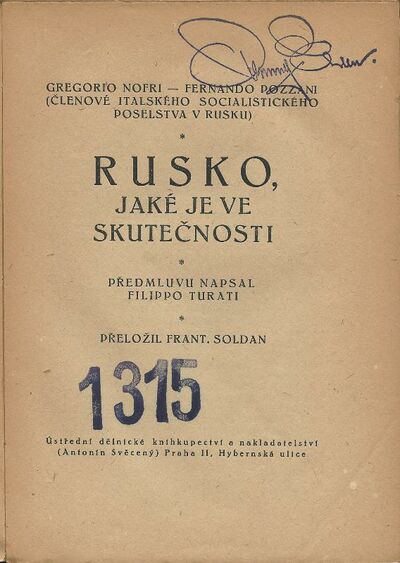 GREGORIO NOFRI — FERNANDO POZZANI
(ČLENOVÉ ITALSKÉHO SOCIALISTICKÉHO
POSELSTVA V RUSKU)
*
RUSKO,
JAKÉ JE VE
SKUTEČNOSTI
*
PŘEDMLUVU NAPSAL
FILIPPO TURATI
*
PŘELOŽIL FRANT. SOLDAN
1315
Ústřední dělnické knihkupectví a nakladatelství
(Antonín Svěcený) Praha II, Hybernská ulice